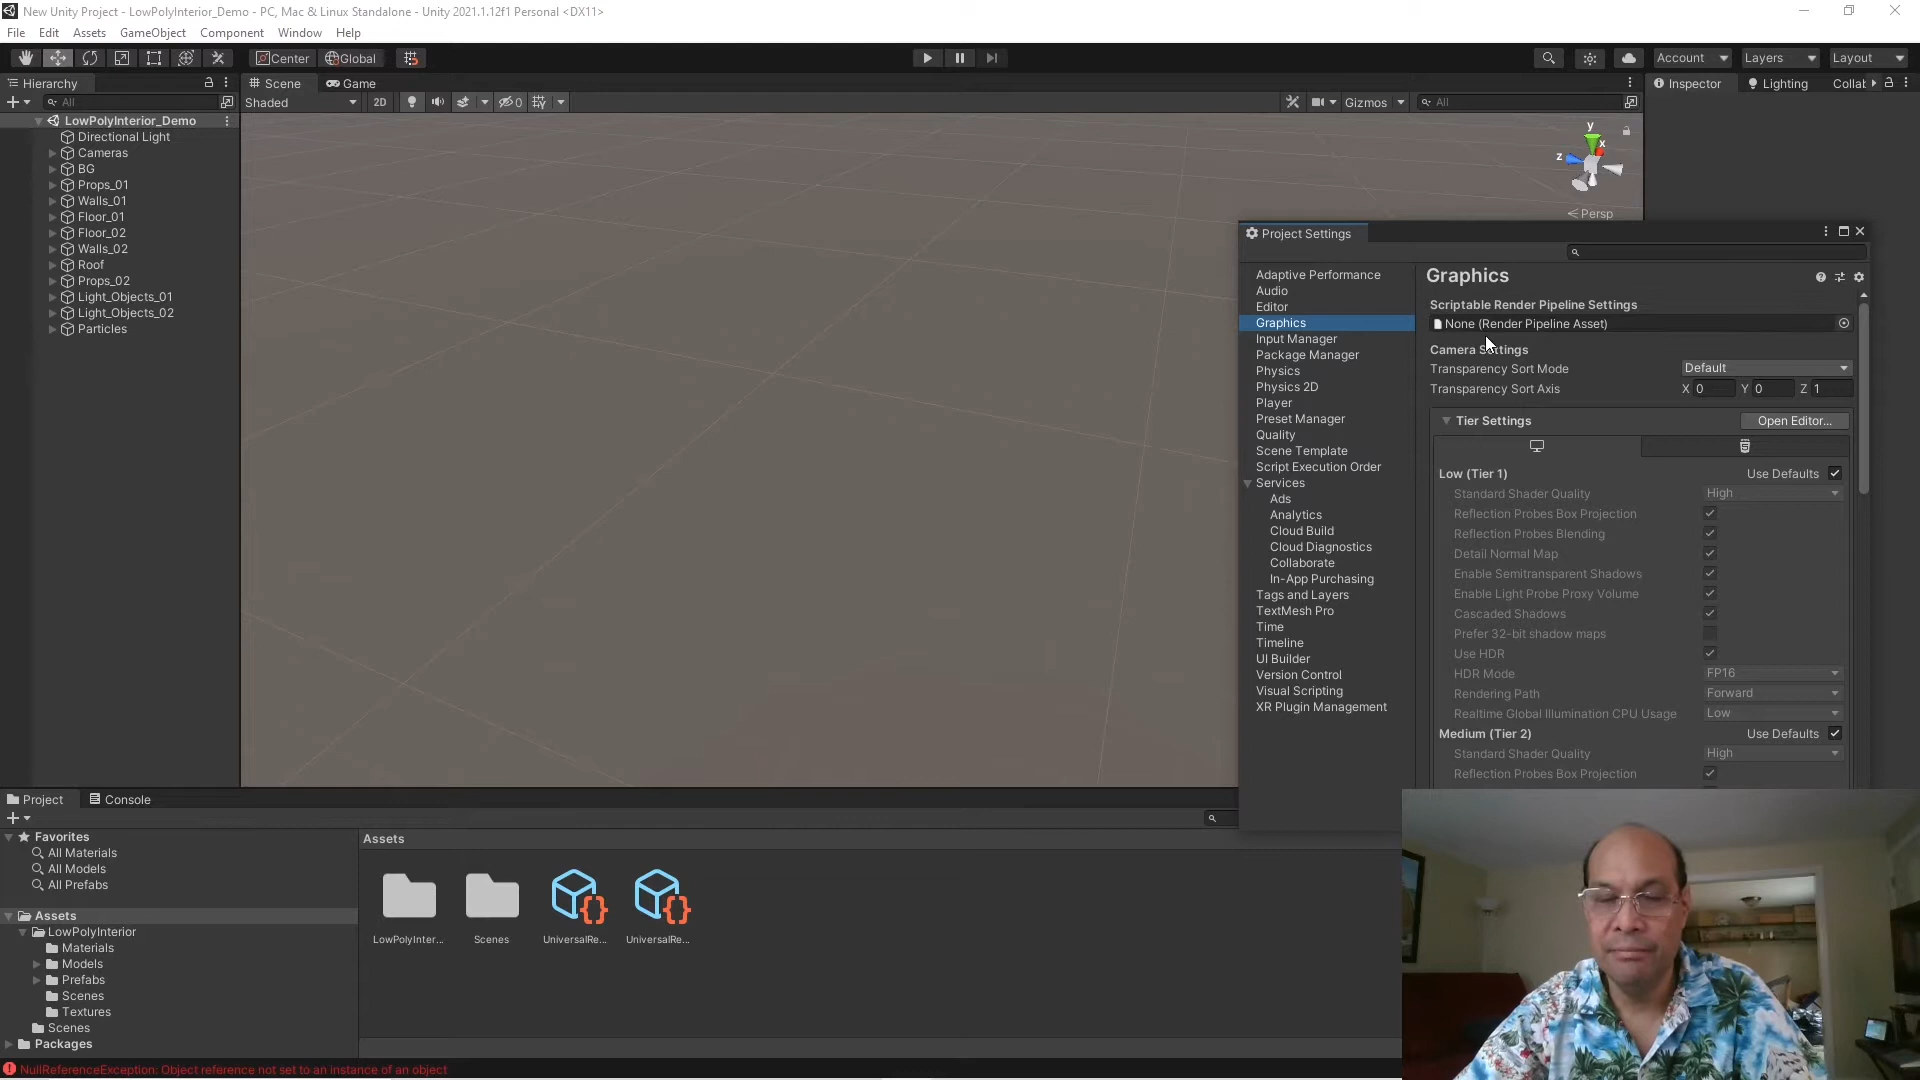 New Unity Project - LowPolyInterior_Demo - PC, Mac & Linux Standalone - Unity 2021.1.12f1 Personal <DX11>
File Edit Assets GameObject Component Window Help
Center Global Account Layers Layout
Hierarchy
All
LowPolyInterior_Demo
Directional Light
Cameras
BG
Props_01
Walls_01
Floor_01
Floor_02
Walls_02
Roof
Props_02
Light_Objects_01
Light_Objects_02
Particles
Scene Game
Shaded 2D 0 Gizmos All
y
x
z
Persp
Inspector Lighting Collab
Project Settings
Adaptive Performance
Audio
Editor
Graphics
Input Manager
Package Manager
Physics
Physics 2D
Player
Preset Manager
Quality
Scene Template
Script Execution Order
Services
Ads
Analytics
Cloud Build
Cloud Diagnostics
Collaborate
In-App Purchasing
Tags and Layers
TextMesh Pro
Time
Timeline
UI Builder
Version Control
Visual Scripting
XR Plugin Management
Graphics
Scriptable Render Pipeline Settings
None (Render Pipeline Asset)
Camera Settings
Transparency Sort Mode Default
Transparency Sort Axis X 0 Y 0 Z 1
Tier Settings Open Editor...
Low (Tier 1) Use Defaults
Standard Shader Quality High
Reflection Probes Box Projection
Reflection Probes Blending
Detail Normal Map
Enable Semitransparent Shadows
Enable Light Probe Proxy Volume
Cascaded Shadows
Prefer 32-bit shadow maps
Use HDR
HDR Mode FP16
Rendering Path Forward
Realtime Global Illumination CPU Usage Low
Medium (Tier 2) Use Defaults
Standard Shader Quality High
Reflection Probes Box Projection
Project Console
Favorites
All Materials
All Models
All Prefabs
Assets
LowPolyInterior
Materials
Models
Prefabs
Scenes
Textures
Scenes
Packages
Assets
LowPolyInter... Scenes UniversalRe... UniversalRe...
NullReferenceException: Object reference not set to an instance of an object